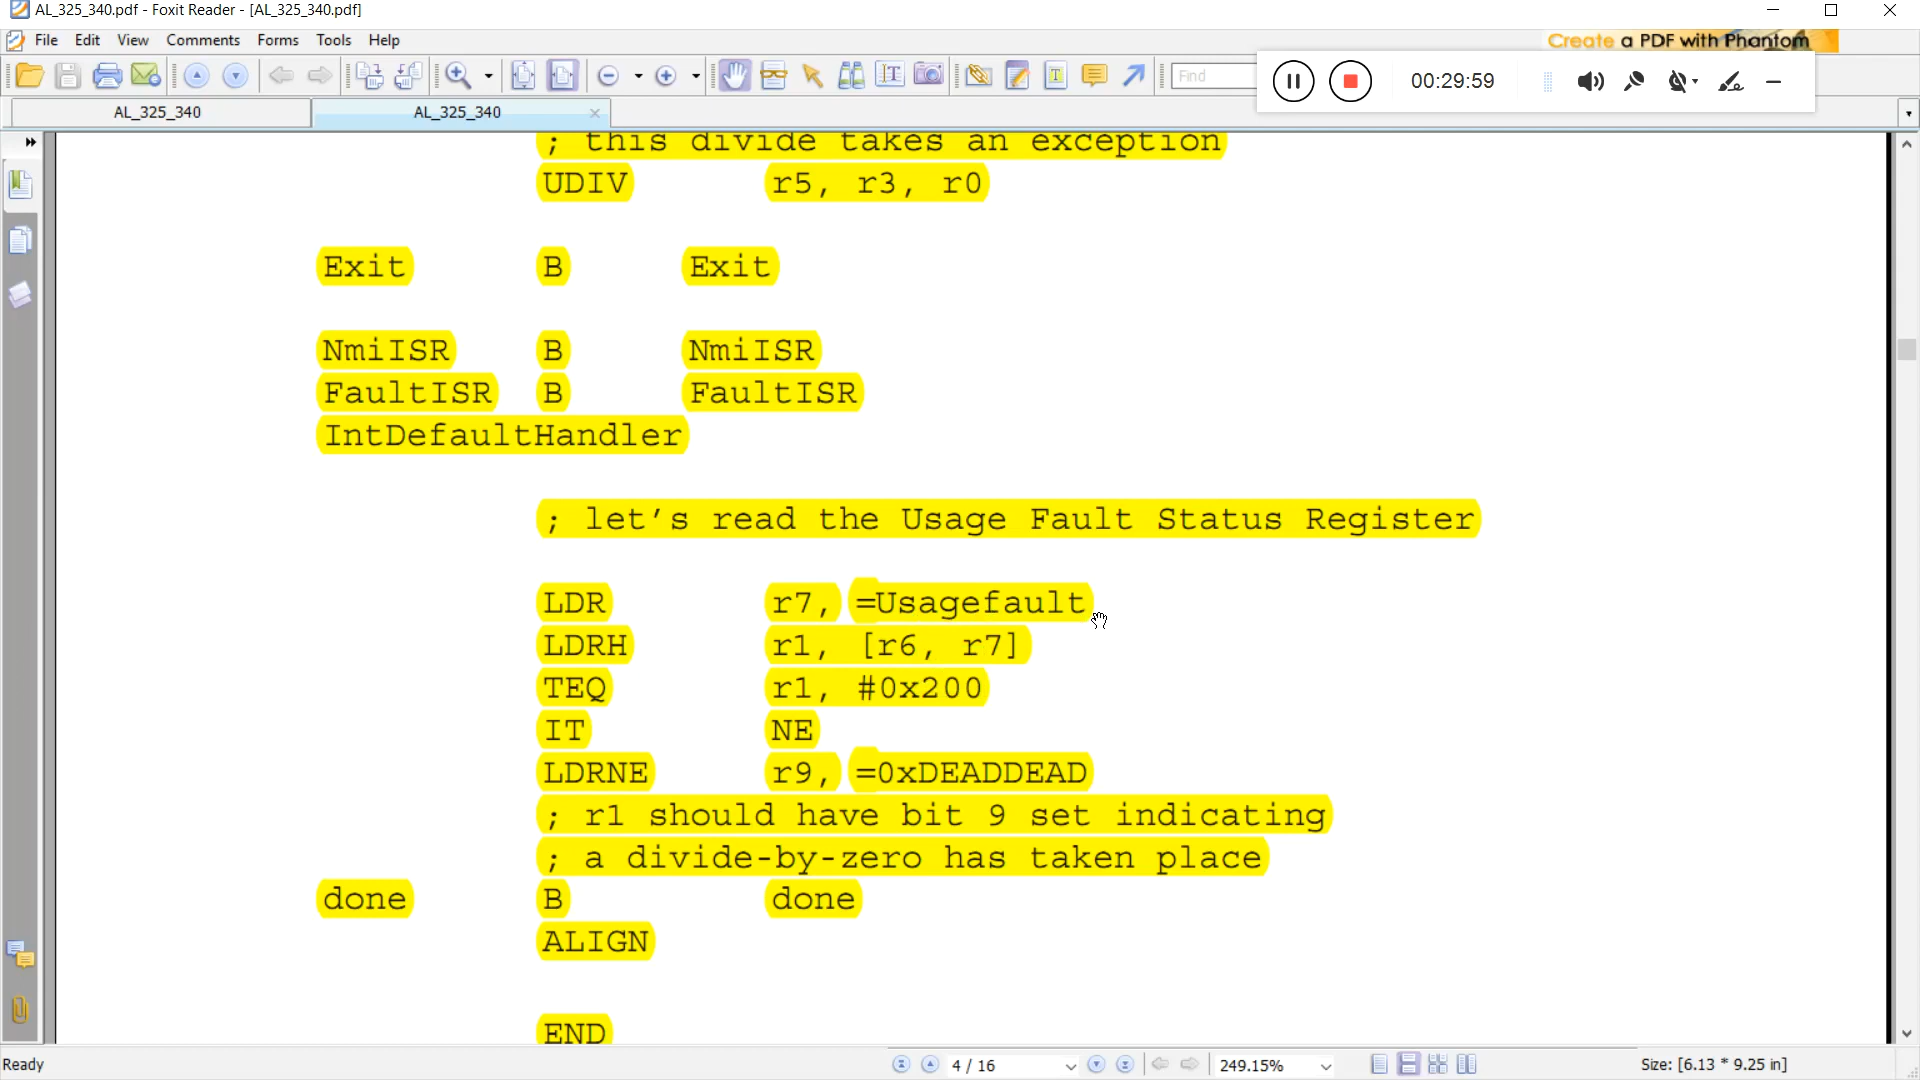 AL_325_340.pdf - Foxit Reader - [AL_325_340.pdf]
File Edit View Comments Forms Tools Help
Create a PDF with Phantom
Find
00:29:59
AL_325_340 AL_325_340
; this divide takes an exception
UDIV r5, r3, r0
Exit B Exit
NmiISR B NmiISR
FaultISR B FaultISR
IntDefaultHandler
; let’s read the Usage Fault Status Register
LDR r7, =Usagefault
LDRH r1, [r6, r7]
TEQ r1, #0x200
IT NE
LDRNE r9, =0xDEADDEAD
; r1 should have bit 9 set indicating
; a divide-by-zero has taken place
done B done
ALIGN
END
Ready 4 / 16 249.15% Size: [6.13 * 9.25 in]